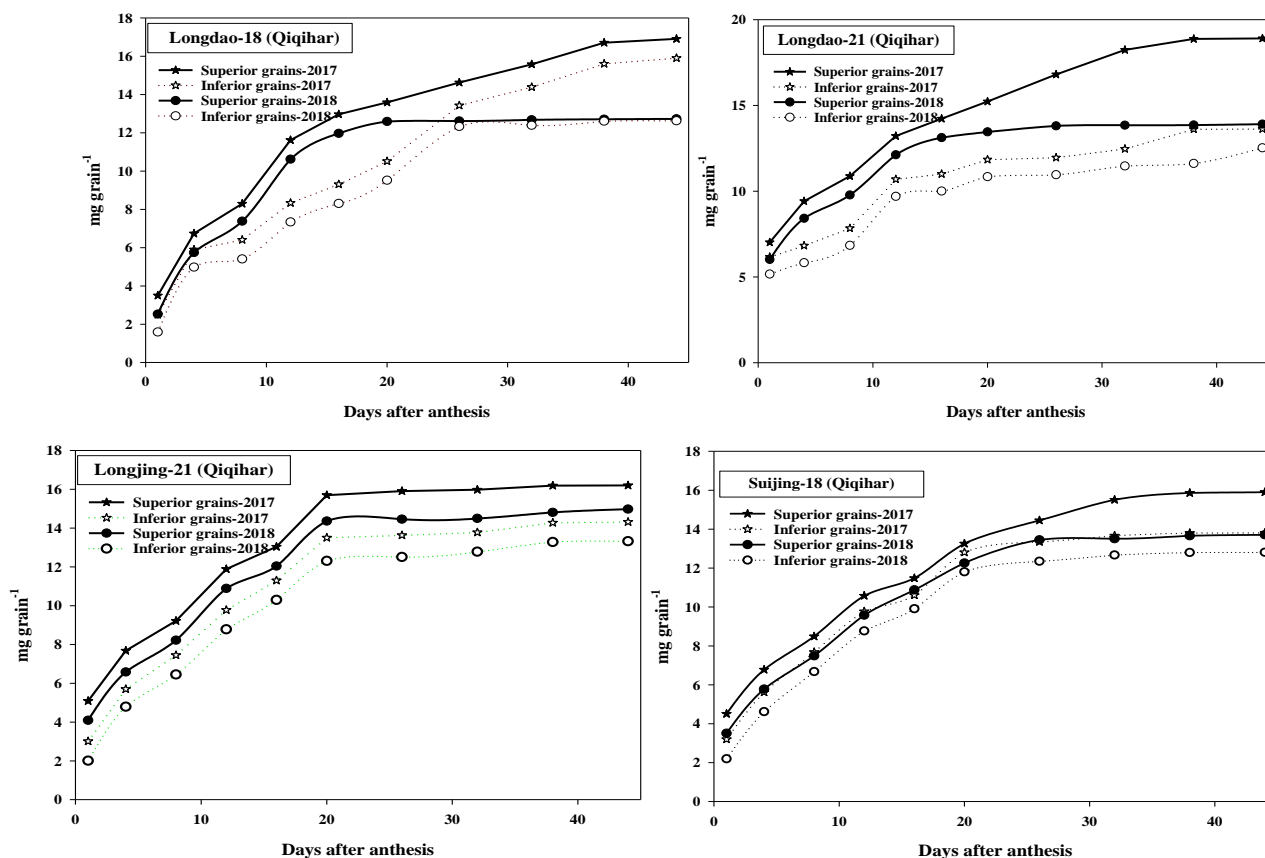 Longdao-18 (Qiqihar)
Superior grains-2017
Inferior grains-2017
Superior grains-2018
Inferior grains-2018
mg grain-1
18
16
14
12
10
8
6
4
2
0
0 10 20 30 40
Days after anthesis
Longdao-21 (Qiqihar)
Superior grains-2017
Inferior grains-2017
Superior grains-2018
Inferior grains-2018
mg grain-1
20
15
10
5
0
0 10 20 30 40
Days after anthesis
Longjing-21 (Qiqihar)
Superior grains-2017
Inferior grains-2017
Superior grains-2018
Inferior grains-2018
mg grain-1
18
16
14
12
10
8
6
4
2
0
0 10 20 30 40
Days after anthesis
Suijing-18 (Qiqihar)
Superior grains-2017
Inferior grains-2017
Superior grains-2018
Inferior grains-2018
mg grain-1
18
16
14
12
10
8
6
4
2
0
0 10 20 30 40
Days after anthesis